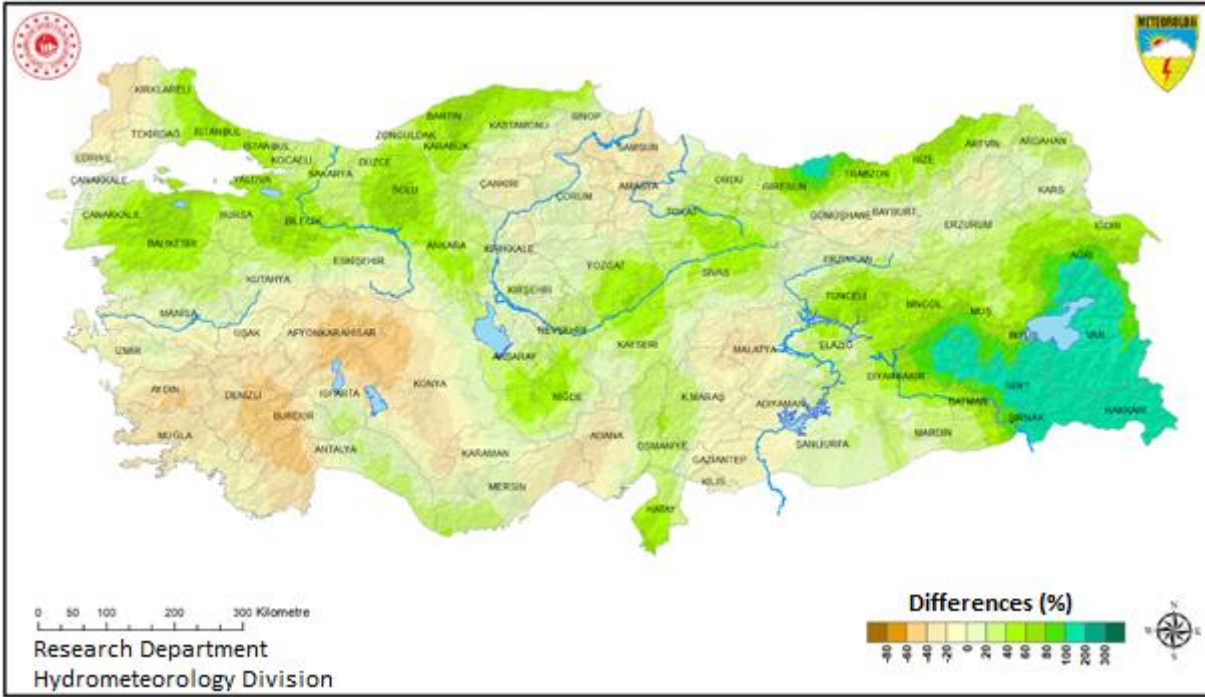 METEOROLOJİ
KIRKLARELİ
TEKİRDAĞ
İSTANBUL
EDİRNE
İSTANBUL
KOCAELİ
YALOVA
SAKARYA
DÜZCE
ZONGULDAK
BARTIN
KARABÜK
KASTAMONU
SİNOP
SAMSUN
ÇANAKKALE
ÇANAKKALE
BALIKESİR
BURSA
BİLECİK
BOLU
ÇANKIRI
ÇORUM
AMASYA
TOKAT
ORDU
GİRESUN
TRABZON
RİZE
ARTVİN
ARDAHAN
KARS
GÜMÜŞHANE
BAYBURT
ERZURUM
IĞDIR
AĞRI
ESKİŞEHİR
ANKARA
KIRIKKALE
YOZGAT
SİVAS
ERZİNCAN
KÜTAHYA
KIRŞEHİR
TUNCELİ
BİNGÖL
MUŞ
MANİSA
UŞAK
AFYONKARAHİSAR
NEVŞEHİR
KAYSERİ
MALATYA
ELAZIĞ
BİTLİS
VAN
İZMİR
AKSARAY
DİYARBAKIR
SİİRT
AYDIN
DENİZLİ
ISPARTA
KONYA
NİĞDE
K.MARAŞ
ADIYAMAN
BATMAN
ŞIRNAK
HAKKARİ
BURDUR
MUĞLA
ANTALYA
KARAMAN
ADANA
OSMANİYE
GAZİANTEP
ŞANLIURFA
MARDİN
MERSİN
KİLİS
HATAY
0 50 100 200 300 Kilometre
Research Department
Hydrometeorology Division
Differences (%)
-80 -60 -40 -20 0 20 40 60 80 100 200 300
N
S